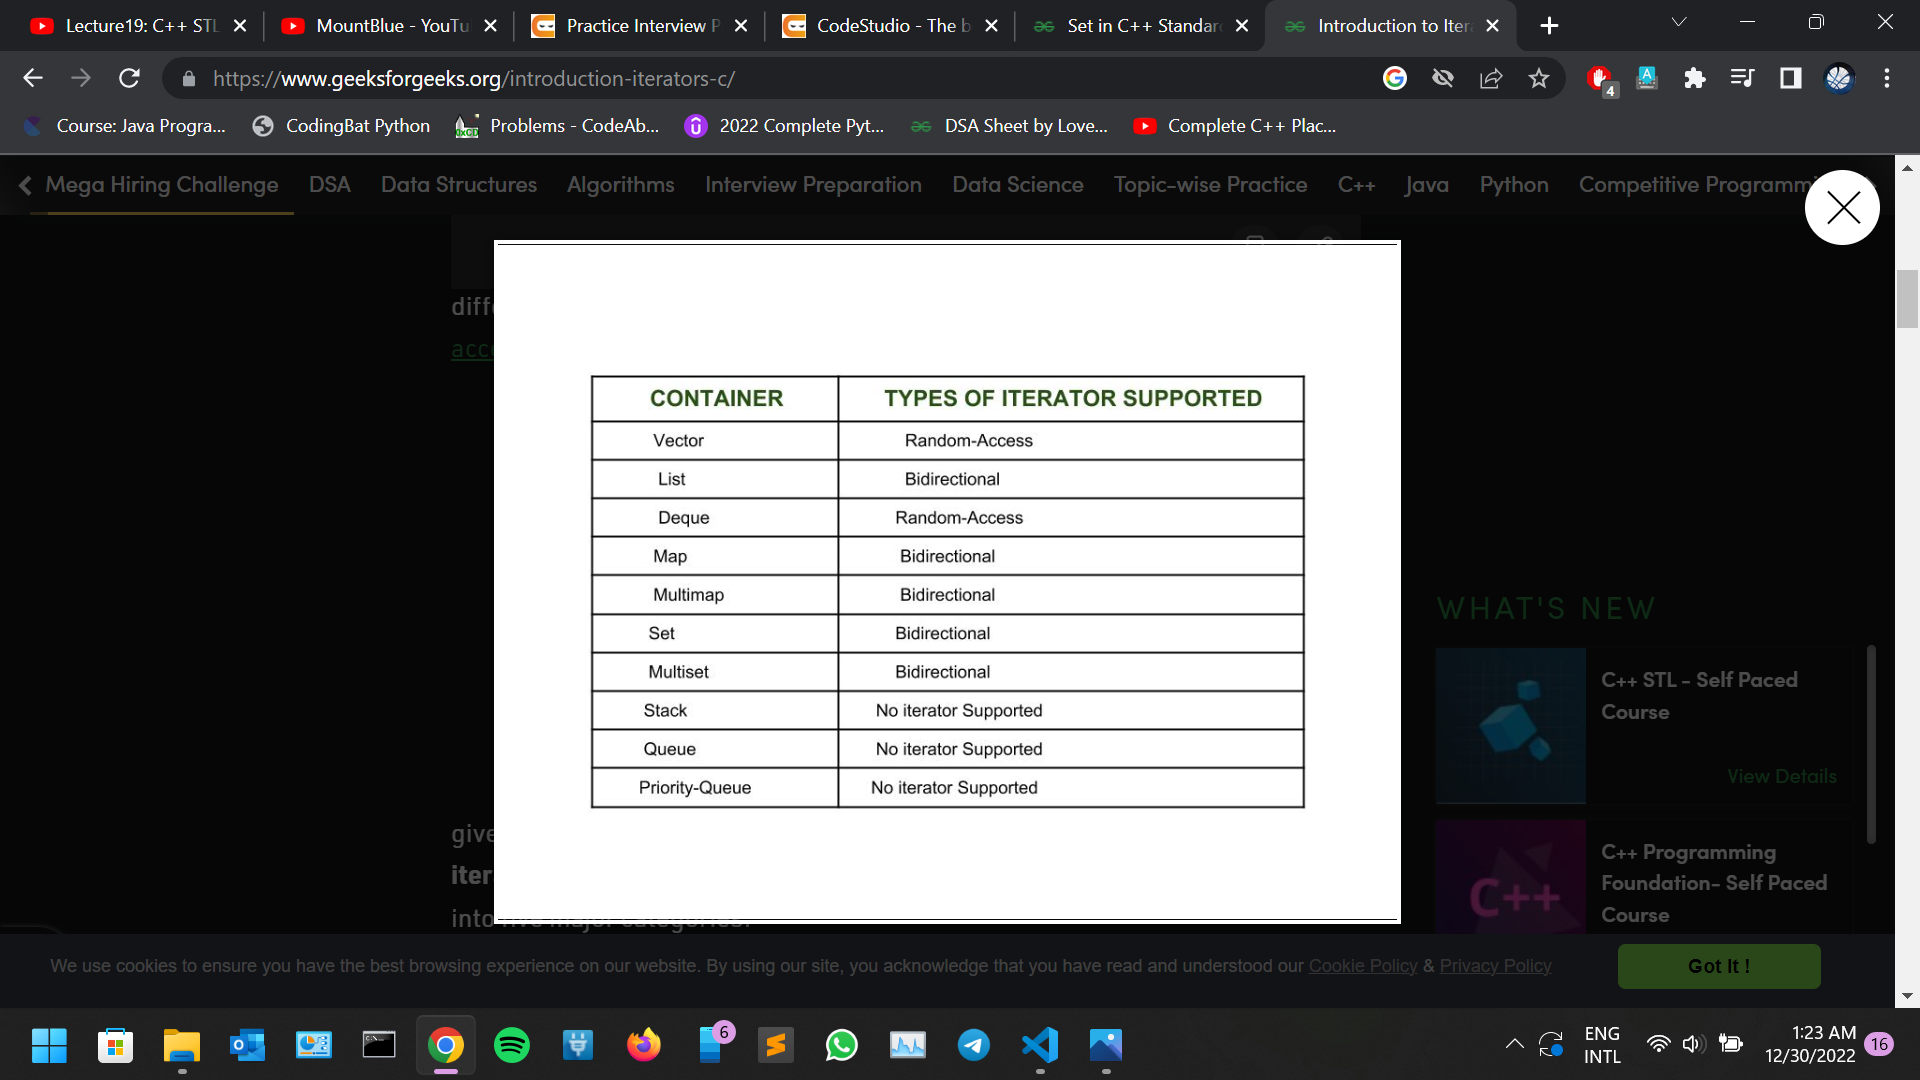 Lecture19: C++ STL
MountBlue - YouTu
Practice Interview P
CodeStudio - The b
Set in C++ Standar
Introduction to Iter
https://www.geeksforgeeks.org/introduction-iterators-c/
4
Course: Java Progra...
CodingBat Python
Problems - CodeAb...
2022 Complete Pyt...
DSA Sheet by Love...
Complete C++ Plac...
Mega Hiring Challenge
DSA
Data Structures
Algorithms
Interview Preparation
Data Science
Topic-wise Practice
C++
Java
Python
Competitive Programmi
diffe
acce
CONTAINER TYPES OF ITERATOR SUPPORTED
Vector Random-Access
List Bidirectional
Deque Random-Access
Map Bidirectional
Multimap Bidirectional
Set Bidirectional
Multiset Bidirectional
Stack No iterator Supported
Queue No iterator Supported
Priority-Queue No iterator Supported
WHAT'S NEW
C++ STL - Self Paced
Course
View Details
C++
C++ Programming
Foundation- Self Paced
Course
give
iter
into five major categories.
We use cookies to ensure you have the best browsing experience on our website. By using our site, you acknowledge that you have read and understood our Cookie Policy & Privacy Policy
Got It !
6
ENG
INTL
1:23 AM
12/30/2022
16